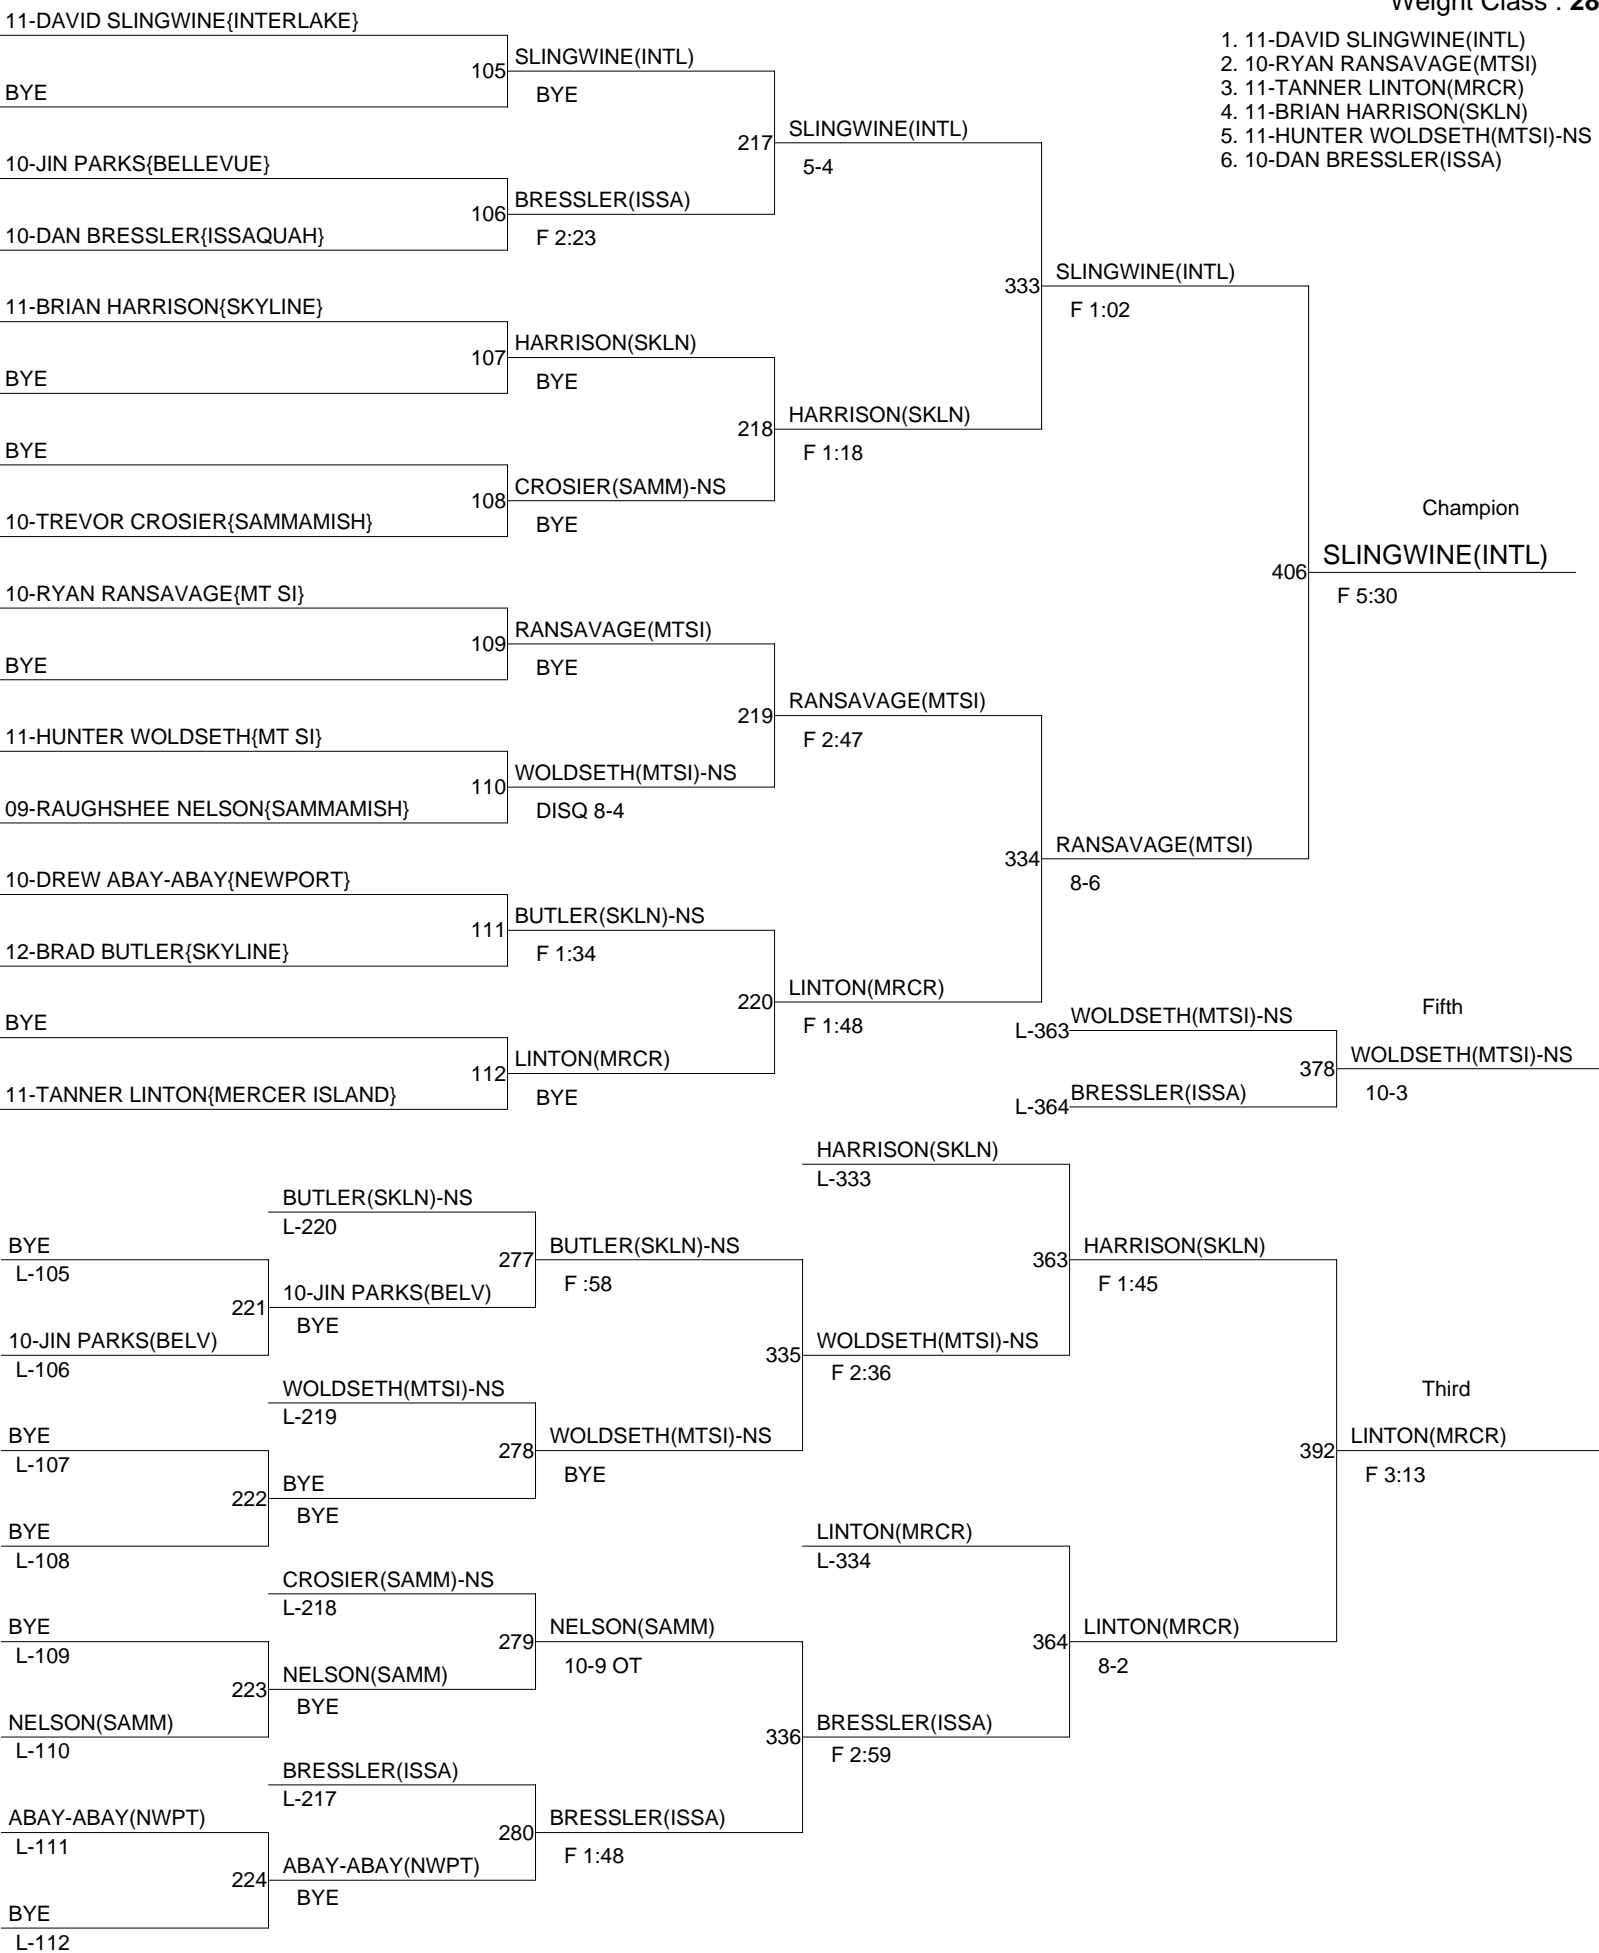 Weight Class : 28
1. 11-DAVID SLINGWINE(INTL)
2. 10-RYAN RANSAVAGE(MTSI)
3. 11-TANNER LINTON(MRCR)
4. 11-BRIAN HARRISON(SKLN)
5. 11-HUNTER WOLDSETH(MTSI)-NS
6. 10-DAN BRESSLER(ISSA)
11-DAVID SLINGWINE{INTERLAKE}
105
BYE
SLINGWINE(INTL)
BYE
10-JIN PARKS{BELLEVUE}
106
10-DAN BRESSLER{ISSAQUAH}
BRESSLER(ISSA)
F 2:23
217
SLINGWINE(INTL)
5-4
11-BRIAN HARRISON{SKYLINE}
107
BYE
HARRISON(SKLN)
BYE
BYE
108
10-TREVOR CROSIER{SAMMAMISH}
CROSIER(SAMM)-NS
BYE
218
HARRISON(SKLN)
F 1:18
333
SLINGWINE(INTL)
F 1:02
10-RYAN RANSAVAGE{MT SI}
109
BYE
RANSAVAGE(MTSI)
BYE
11-HUNTER WOLDSETH{MT SI}
110
09-RAUGHSHEE NELSON{SAMMAMISH}
WOLDSETH(MTSI)-NS
DISQ 8-4
219
RANSAVAGE(MTSI)
F 2:47
10-DREW ABAY-ABAY{NEWPORT}
111
12-BRAD BUTLER{SKYLINE}
BUTLER(SKLN)-NS
F 1:34
BYE
112
11-TANNER LINTON{MERCER ISLAND}
LINTON(MRCR)
BYE
220
LINTON(MRCR)
F 1:48
334
RANSAVAGE(MTSI)
8-6
406
Champion
SLINGWINE(INTL)
F 5:30
L-363
WOLDSETH(MTSI)-NS
L-364
BRESSLER(ISSA)
378
Fifth
WOLDSETH(MTSI)-NS
10-3
BYE
L-105
221
10-JIN PARKS(BELV)
L-106
BUTLER(SKLN)-NS
L-220
277
10-JIN PARKS(BELV)
BYE
BUTLER(SKLN)-NS
F :58
BYE
L-107
222
BYE
L-108
WOLDSETH(MTSI)-NS
L-219
278
BYE
BYE
WOLDSETH(MTSI)-NS
BYE
HARRISON(SKLN)
L-333
335
WOLDSETH(MTSI)-NS
F 2:36
363
HARRISON(SKLN)
F 1:45
BYE
L-109
223
NELSON(SAMM)
L-110
CROSIER(SAMM)-NS
L-218
279
NELSON(SAMM)
BYE
NELSON(SAMM)
10-9 OT
ABAY-ABAY(NWPT)
L-111
224
BYE
L-112
BRESSLER(ISSA)
L-217
280
ABAY-ABAY(NWPT)
BYE
BRESSLER(ISSA)
F 1:48
LINTON(MRCR)
L-334
336
BRESSLER(ISSA)
F 2:59
364
LINTON(MRCR)
8-2
392
Third
LINTON(MRCR)
F 3:13